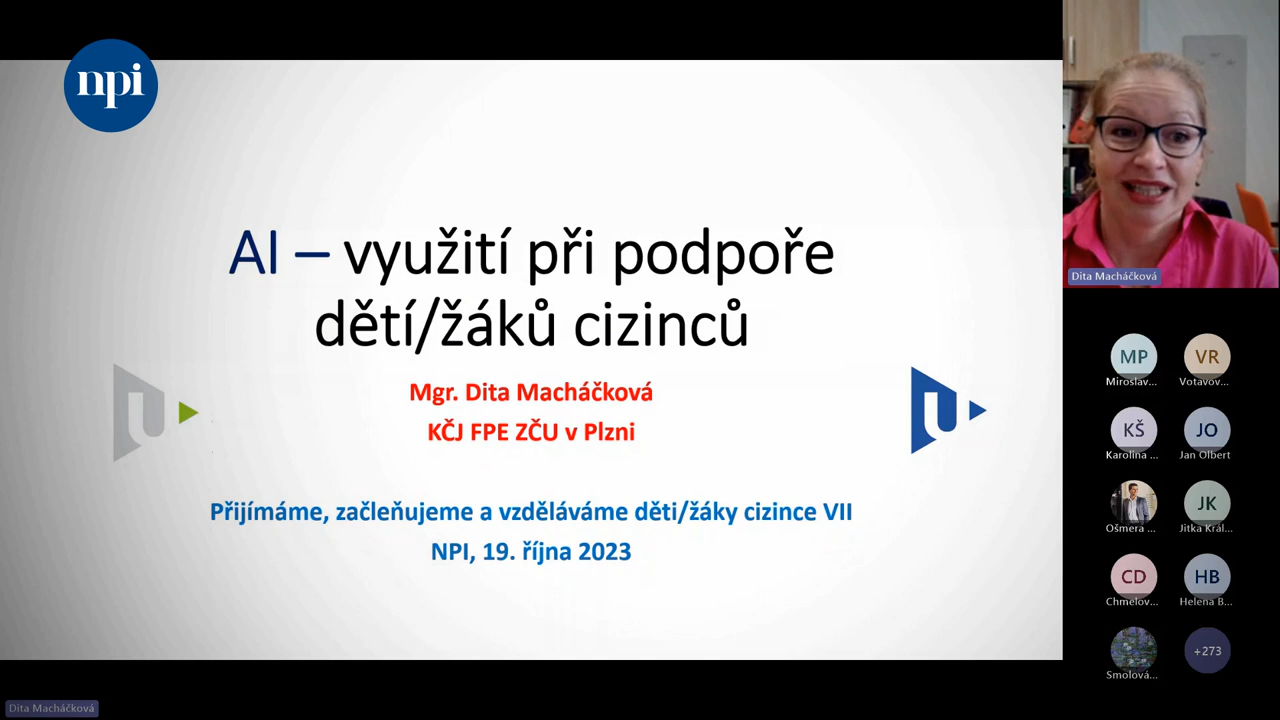 npi
AI – využití při podpoře
dětí/žáků cizinců
Mgr. Dita Macháčková
KČJ FPE ZČU v Plzni
Přijímáme, začleňujeme a vzděláváme děti/žáky cizince VII
NPI, 19. října 2023
Dita Macháčková
MP
VR
Miroslav...
Votavov...
KŠ
JO
Karolína ...
Jan Olbert
JK
Ošmera ...
Jitka Král...
CD
HB
Chmelov...
Helena B...
+273
Smolová...
Dita Macháčková